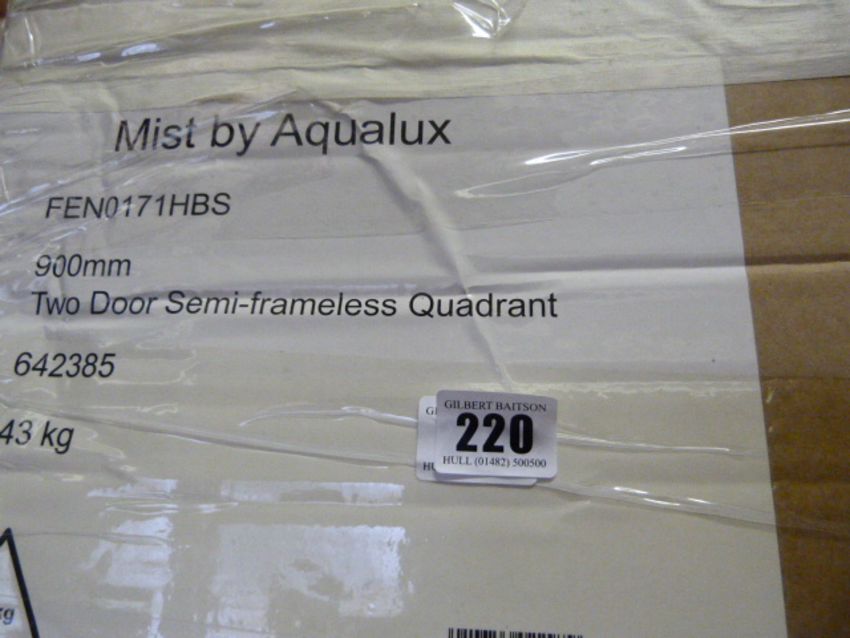 Mist by Aqualux
FEN0171HBS
900mm
Two Door Semi-frameless Quadrant
642385
43 kg
GILBERT BAITSON
220
HULL (01482) 500500
kg